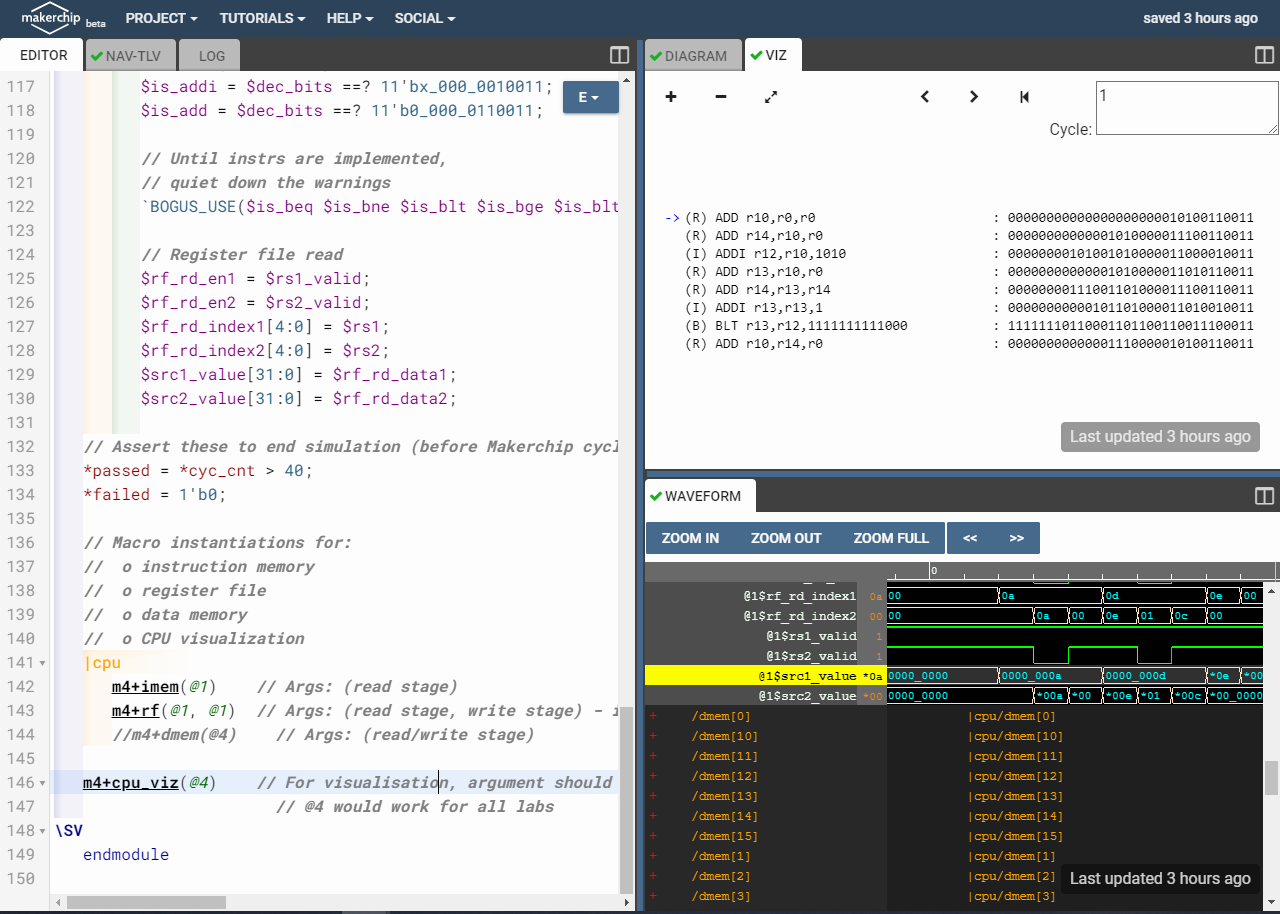 makerchip beta PROJECT TUTORIALS HELP SOCIAL saved 3 hours ago
EDITOR NAV-TLV LOG
E
117 $is_addi = $dec_bits ==? 11'bx_000_0010011;
118 $is_add = $dec_bits ==? 11'b0_000_0110011;
119
120 // Until instrs are implemented,
121 // quiet down the warnings
122 `BOGUS_USE($is_beq $is_bne $is_blt $is_bge $is_blt
123
124 // Register file read
125 $rf_rd_en1 = $rs1_valid;
126 $rf_rd_en2 = $rs2_valid;
127 $rf_rd_index1[4:0] = $rs1;
128 $rf_rd_index2[4:0] = $rs2;
129 $src1_value[31:0] = $rf_rd_data1;
130 $src2_value[31:0] = $rf_rd_data2;
131
132 // Assert these to end simulation (before Makerchip cycl
133 *passed = *cyc_cnt > 40;
134 *failed = 1'b0;
135
136 // Macro instantiations for:
137 // o instruction memory
138 // o register file
139 // o data memory
140 // o CPU visualization
141 |cpu
142 m4+imem(@1) // Args: (read stage)
143 m4+rf(@1, @1) // Args: (read stage, write stage) - i
144 //m4+dmem(@4) // Args: (read/write stage)
145
146 m4+cpu_viz(@4) // For visualisation, argument should
147 // @4 would work for all labs
148 \SV
149 endmodule
150
DIAGRAM VIZ
Cycle: 1
-> (R) ADD r10,r0,r0 : 00000000000000000000010100110011
(R) ADD r14,r10,r0 : 00000000000001010000011100110011
(I) ADDI r12,r10,1010 : 00000000101001010000011000010011
(R) ADD r13,r10,r0 : 00000000000001010000011010110011
(R) ADD r14,r13,r14 : 00000000111001101000011100110011
(I) ADDI r13,r13,1 : 00000000000101101000011010010011
(B) BLT r13,r12,1111111111000 : 11111110110001101100110011100011
(R) ADD r10,r14,r0 : 00000000000001110000010100110011
Last updated 3 hours ago
WAVEFORM
ZOOM IN ZOOM OUT ZOOM FULL << >>
0
@1$rf_rd_index1 0a 00 0a 0d 0e 00
@1$rf_rd_index2 00 00 0a 00 0e 01 0c 00
@1$rs1_valid 1
@1$rs2_valid 1
@1$src1_value *0a 0000_0000 0000_000a 0000_000d *0e *00
@1$src2_value *00 0000_0000 *00a *00 *00e *01 *00c *00_0000
+ /dmem[0] |cpu/dmem[0]
+ /dmem[10] |cpu/dmem[10]
+ /dmem[11] |cpu/dmem[11]
+ /dmem[12] |cpu/dmem[12]
+ /dmem[13] |cpu/dmem[13]
+ /dmem[14] |cpu/dmem[14]
+ /dmem[15] |cpu/dmem[15]
+ /dmem[1] |cpu/dmem[1]
+ /dmem[2] |cpu/dmem[2]
+ /dmem[3] |cpu/dmem[3]
Last updated 3 hours ago